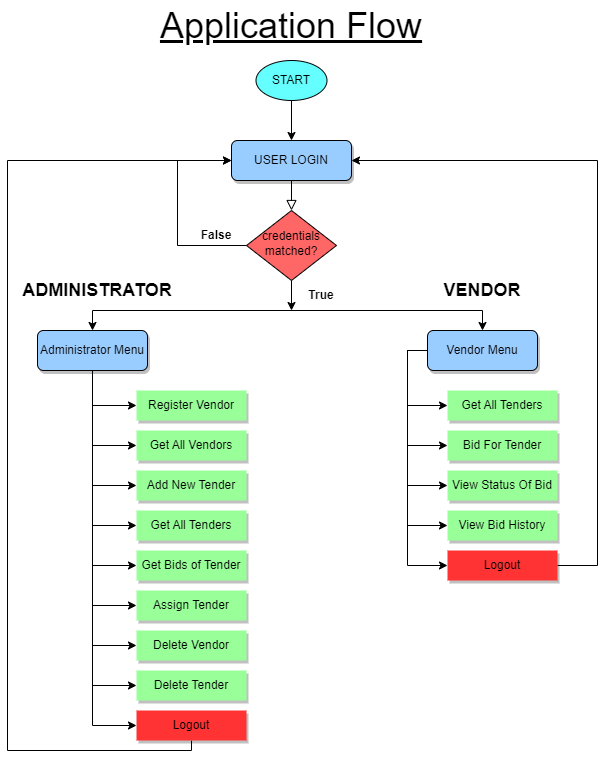 Application Flow
START
USER LOGIN
credentials
matched?
False
True
ADMINISTRATOR
VENDOR
Administrator Menu
Vendor Menu
Register Vendor
Get All Vendors
Add New Tender
Get All Tenders
Get Bids of Tender
Assign Tender
Delete Vendor
Delete Tender
Logout
Get All Tenders
Bid For Tender
View Status Of Bid
View Bid History
Logout